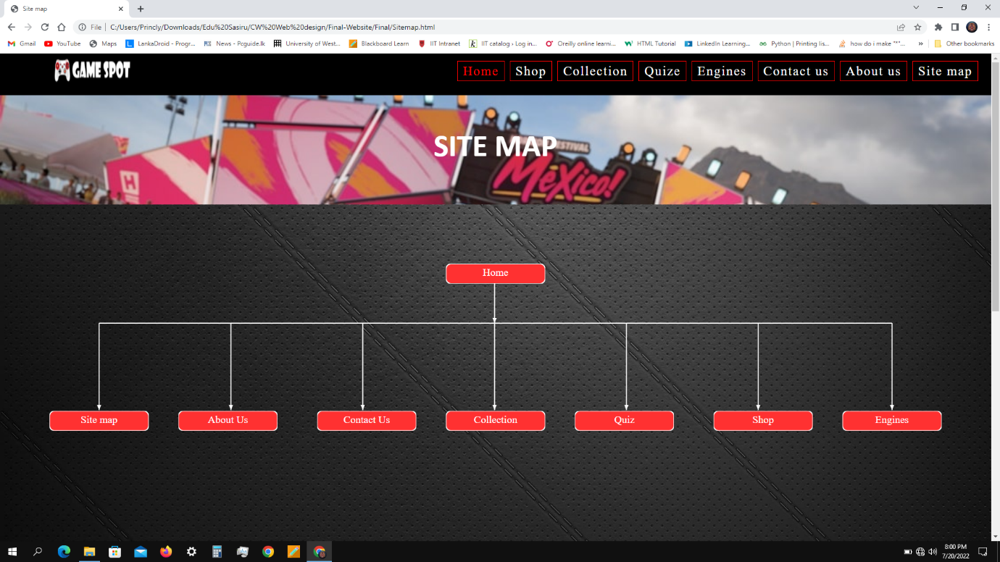 Site map
File C:/Users/Princly/Downloads/Edu%20Sasiru/CW%20Web%20design/Final-Website/Final/Sitemap.html
Gmail YouTube Maps LankaDroid - Progr... News - Pcguide.lk University of West... Blackboard Learn IIT Intranet IIT catalog › Log in... Oreilly online learni... HTML Tutorial LinkedIn Learning... Python | Printing lis... how do i make "*"... » Other bookmarks
GAME SPOT Home Shop Collection Quize Engines Contact us About us Site map
SITE MAP
FESTIVAL
MéXico!
H
Home
Site map About Us Contact Us Collection Quiz Shop Engines
8:00 PM
7/20/2022